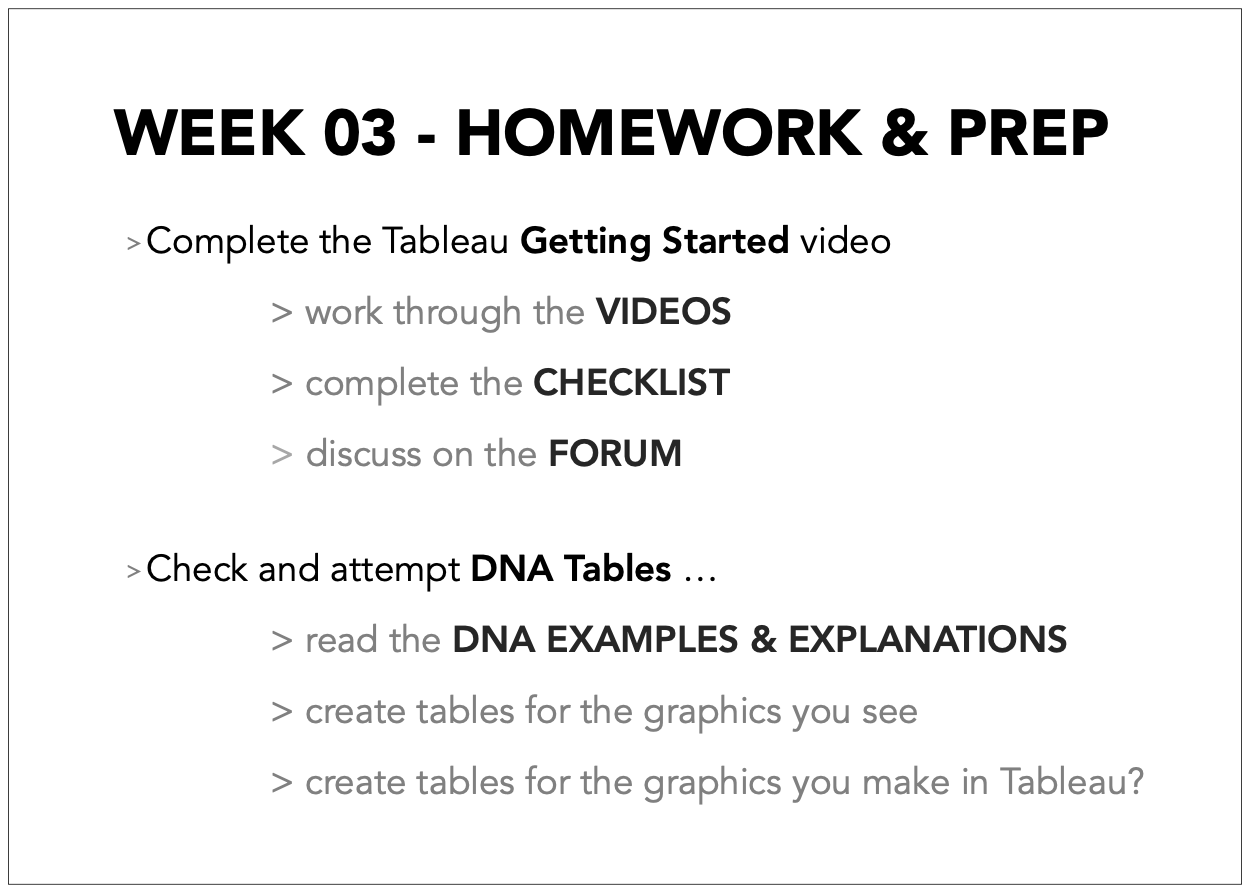 WEEK 03 - HOMEWORK & PREP
> Complete the Tableau Getting Started video
> work through the VIDEOS
> complete the CHECKLIST
> discuss on the FORUM
> Check and attempt DNA Tables …
> read the DNA EXAMPLES & EXPLANATIONS
> create tables for the graphics you see
> create tables for the graphics you make in Tableau?